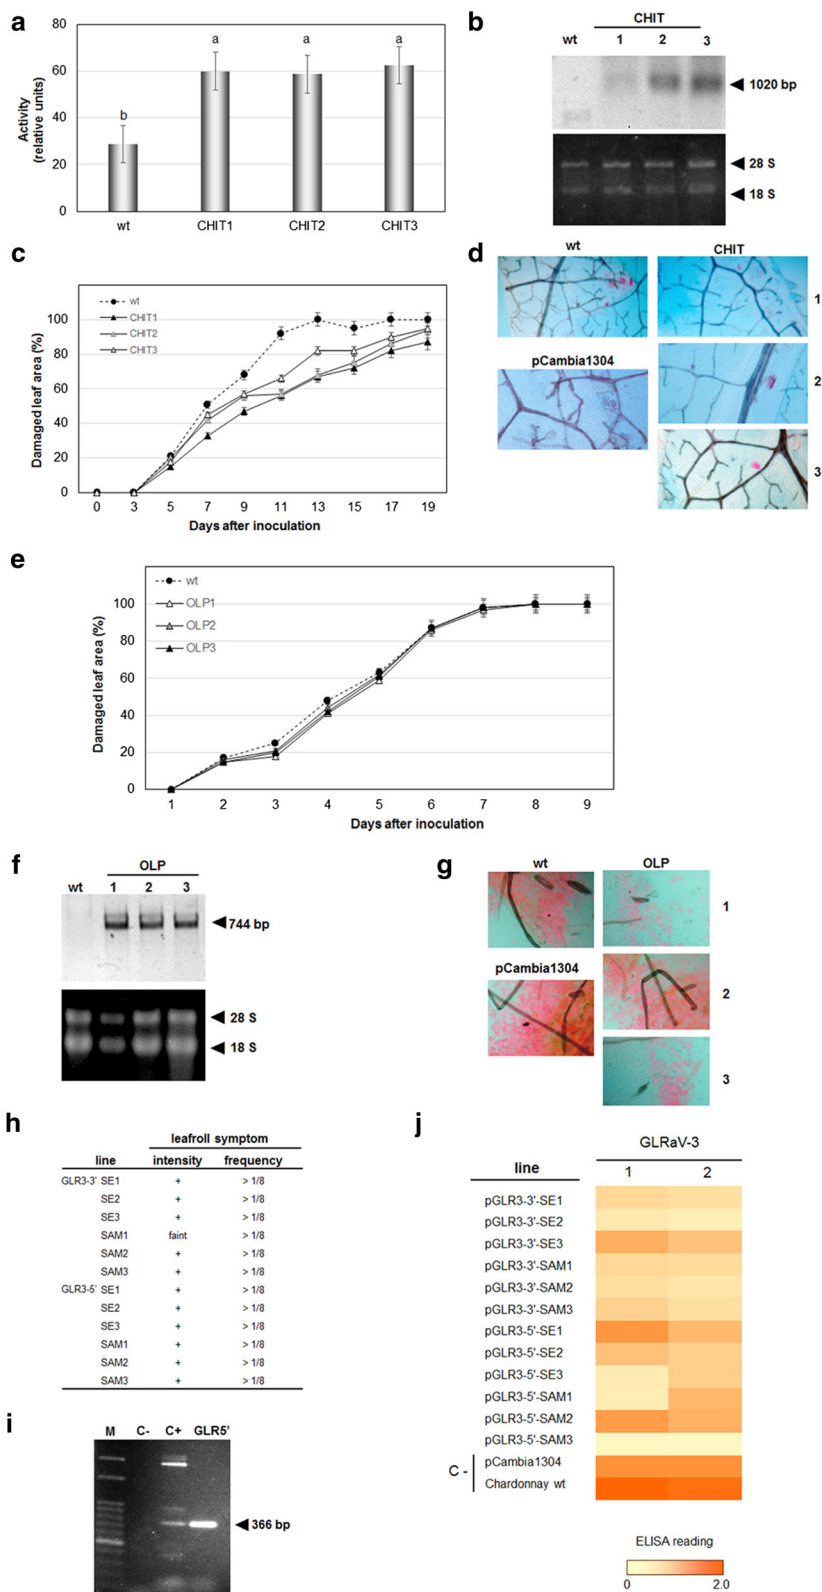 a
80
60
40
20
0
Activity
(relative units)
b
a
a
a
wt
CHIT1
CHIT2
CHIT3
b
CHIT
wt
1
2
3
1020 bp
28 S
18 S
c
wt
CHIT1
CHIT2
CHIT3
100
80
60
40
20
0
Damaged leaf area (%)
0 3 5 7 9 11 13 15 17 19
Days after inoculation
d
wt
CHIT
1
pCambia1304
2
3
e
wt
OLP1
OLP2
OLP3
100
80
60
40
20
0
Damaged leaf area (%)
1 2 3 4 5 6 7 8 9
Days after inoculation
f
OLP
wt
1
2
3
744 bp
28 S
18 S
g
wt
OLP
1
pCambia1304
2
3
h
leafroll symptom
line intensity frequency
GLR3-3' SE1 + > 1/8
SE2 + > 1/8
SE3 + > 1/8
SAM1 faint > 1/8
SAM2 + > 1/8
SAM3 + > 1/8
GLR3-5' SE1 + > 1/8
SE2 + > 1/8
SE3 + > 1/8
SAM1 + > 1/8
SAM2 + > 1/8
SAM3 + > 1/8
i
M C- C+ GLR5'
366 bp
j
GLRaV-3
line
1
2
pGLR3-3'-SE1
pGLR3-3'-SE2
pGLR3-3'-SE3
pGLR3-3'-SAM1
pGLR3-3'-SAM2
pGLR3-3'-SAM3
pGLR3-5'-SE1
pGLR3-5'-SE2
pGLR3-5'-SE3
pGLR3-5'-SAM1
pGLR3-5'-SAM2
pGLR3-5'-SAM3
C -
pCambia1304
Chardonnay wt
ELISA reading
0
2.0